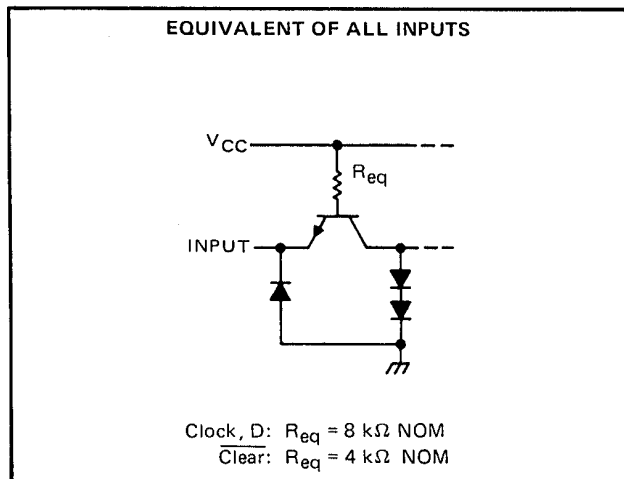 EQUIVALENT OF ALL INPUTS
VCC
Req
INPUT
Clock, D: Req = 8 kΩ NOM
Clear: Req = 4 kΩ NOM